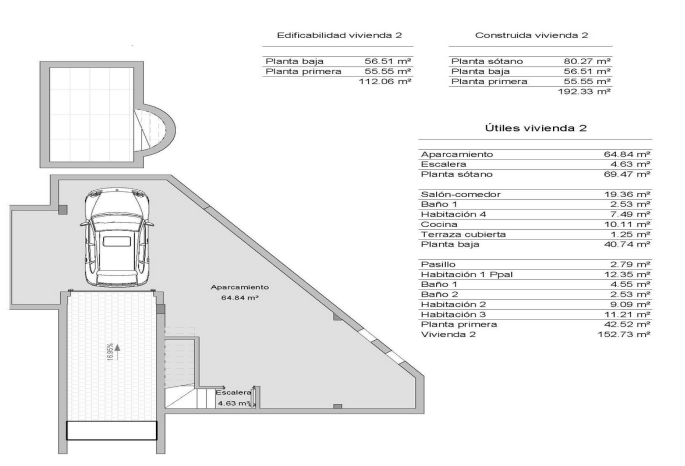 Edificabilidad vivienda 2
Planta baja 56.51 m²
Planta primera 55.55 m²
112.06 m²
Construida vivienda 2
Planta sótano 80.27 m²
Planta baja 56.51 m²
Planta primera 55.55 m²
192.33 m²
Útiles vivienda 2
Aparcamiento 64.84 m²
Escalera 4.63 m²
Planta sótano 69.47 m²
Salón-comedor 19.36 m²
Baño 1 2.53 m²
Habitación 4 7.49 m²
Cocina 10.11 m²
Terraza cubierta 1.25 m²
Planta baja 40.74 m²
Pasillo 2.79 m²
Habitación 1 Ppal 12.35 m²
Baño 1 4.55 m²
Baño 2 2.53 m²
Habitación 2 9.09 m²
Habitación 3 11.21 m²
Planta primera 42.52 m²
Vivienda 2 152.73 m²
Aparcamiento
64.84 m²
16.95%
Escalera
4.63 m²